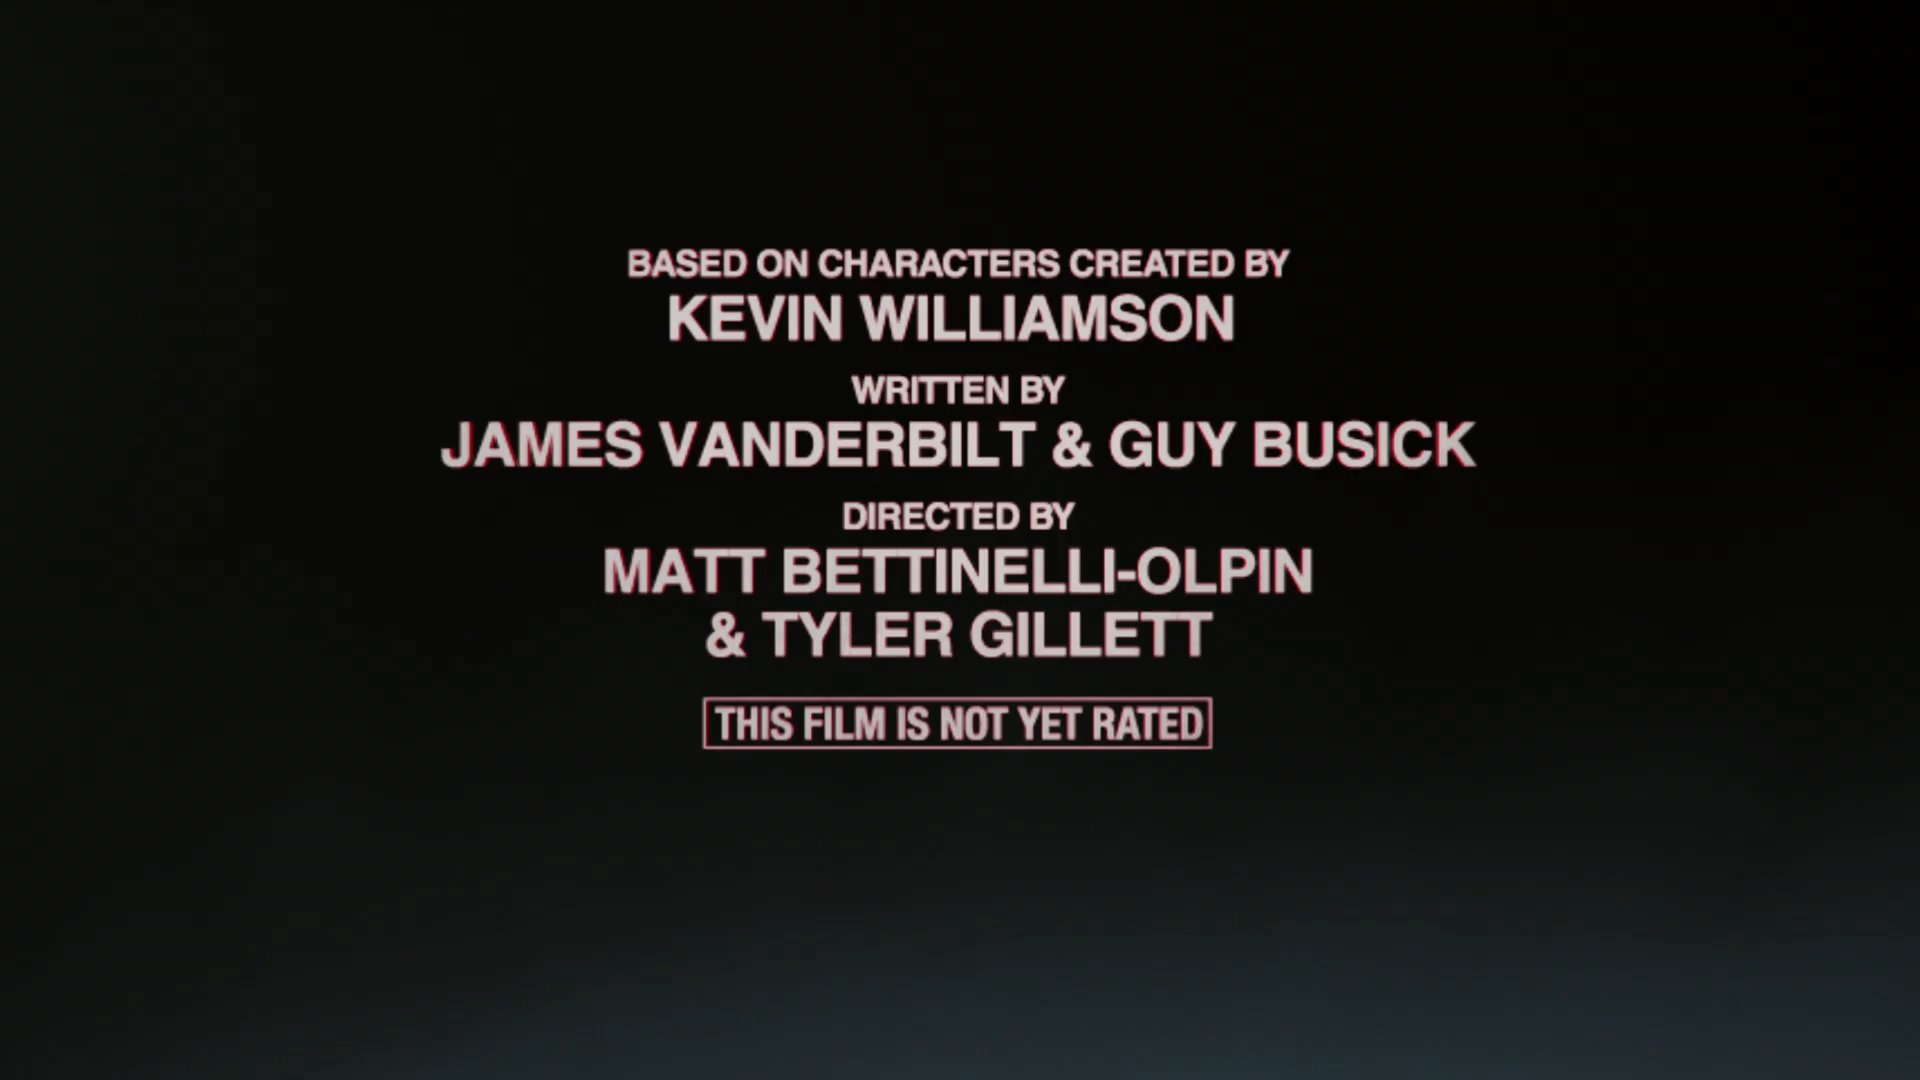 BASED ON CHARACTERS CREATED BY
KEVIN WILLIAMSON
WRITTEN BY
JAMES VANDERBILT & GUY BUSICK
DIRECTED BY
MATT BETTINELLI-OLPIN
& TYLER GILLETT
THIS FILM IS NOT YET RATED